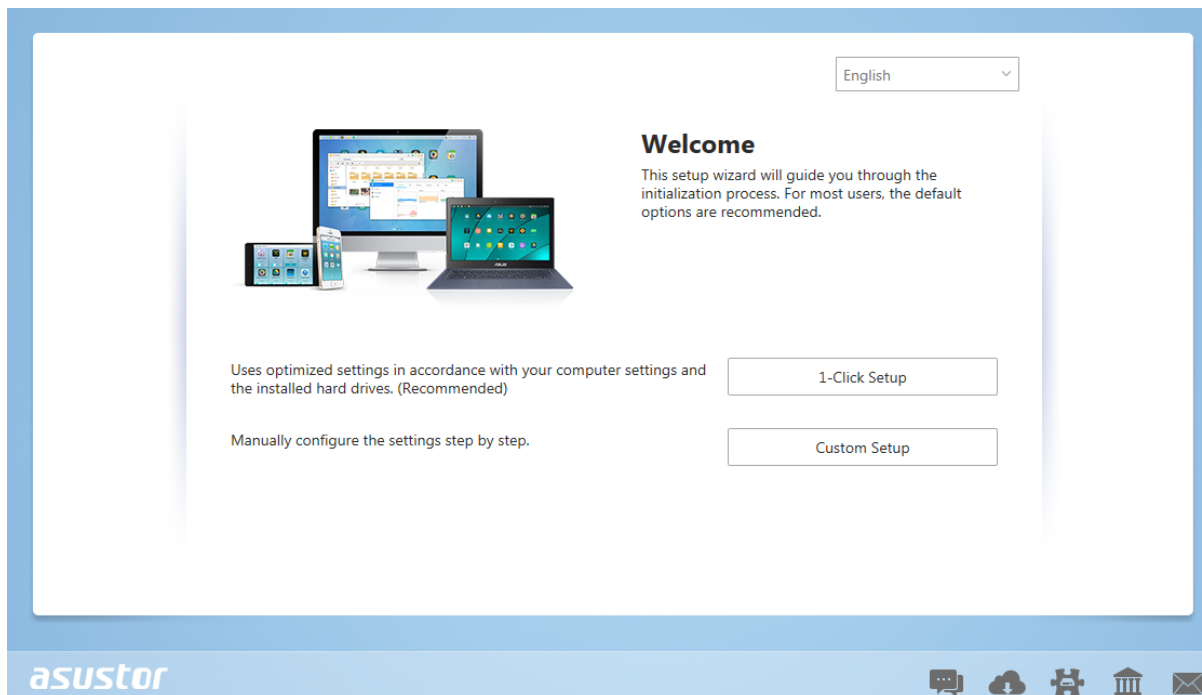 English
Welcome
This setup wizard will guide you through the
initialization process. For most users, the default
options are recommended.
Uses optimized settings in accordance with your computer settings and
the installed hard drives. (Recommended)
1-Click Setup
Manually configure the settings step by step.
Custom Setup
asustor